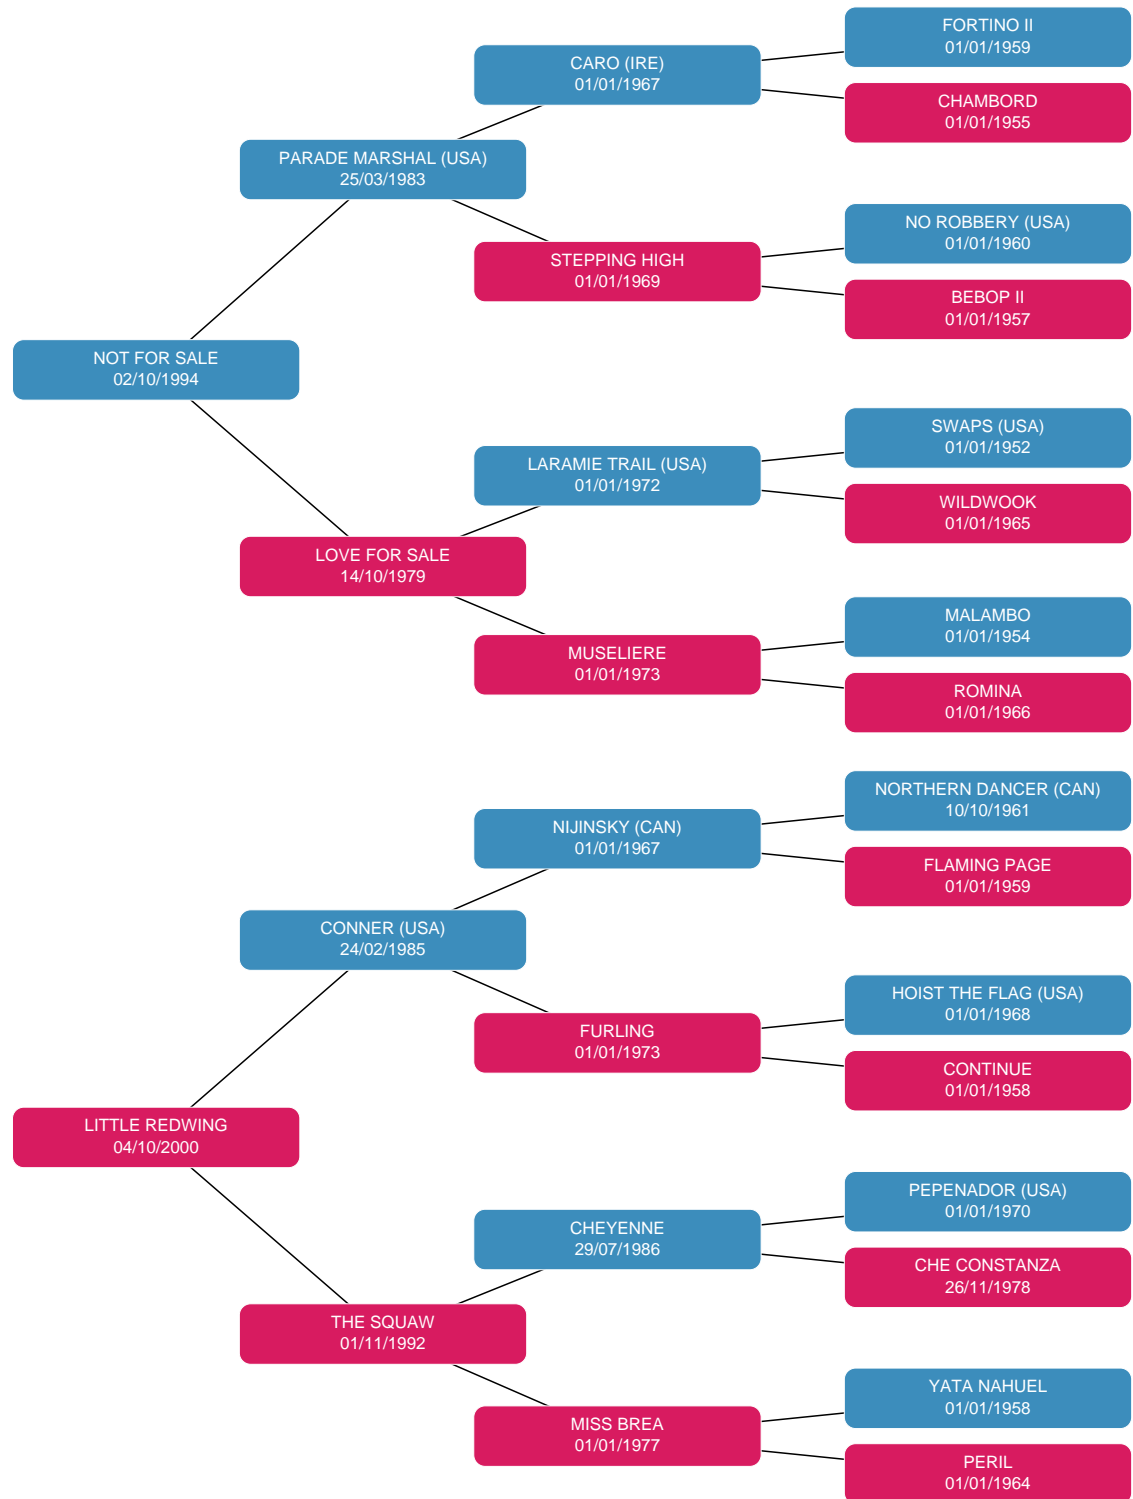 FORTINO II
01/01/1959
CARO (IRE)
01/01/1967
CHAMBORD
01/01/1955
PARADE MARSHAL (USA)
25/03/1983
NO ROBBERY (USA)
01/01/1960
STEPPING HIGH
01/01/1969
BEBOP II
01/01/1957
NOT FOR SALE
02/10/1994
SWAPS (USA)
01/01/1952
LARAMIE TRAIL (USA)
01/01/1972
WILDWOOK
01/01/1965
LOVE FOR SALE
14/10/1979
MALAMBO
01/01/1954
MUSELIERE
01/01/1973
ROMINA
01/01/1966
NORTHERN DANCER (CAN)
10/10/1961
NIJINSKY (CAN)
01/01/1967
FLAMING PAGE
01/01/1959
CONNER (USA)
24/02/1985
HOIST THE FLAG (USA)
01/01/1968
FURLING
01/01/1973
CONTINUE
01/01/1958
LITTLE REDWING
04/10/2000
PEPENADOR (USA)
01/01/1970
CHEYENNE
29/07/1986
CHE CONSTANZA
26/11/1978
THE SQUAW
01/11/1992
YATA NAHUEL
01/01/1958
MISS BREA
01/01/1977
PERIL
01/01/1964